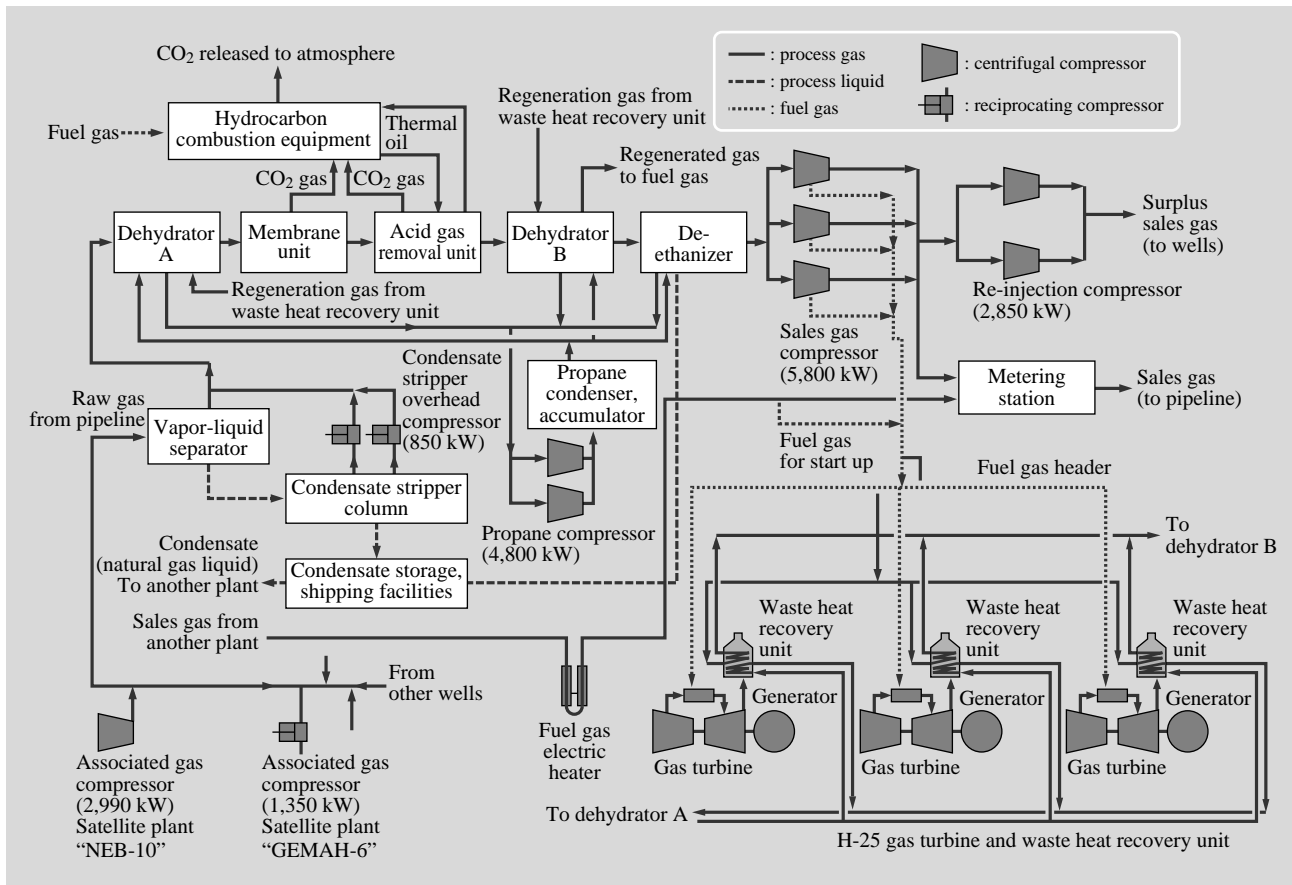 CO2 released to atmosphere
: process gas
: process liquid
: fuel gas
: centrifugal compressor
: reciprocating compressor
Fuel gas
Hydrocarbon
combustion equipment
Thermal
oil
Regeneration gas from
waste heat recovery unit
Regenerated gas
to fuel gas
CO2 gas
CO2 gas
Dehydrator
A
Membrane
unit
Acid gas
removal unit
Dehydrator
B
De-
ethanizer
Surplus
sales gas
(to wells)
Regeneration gas from
waste heat recovery unit
Re-injection compressor
(2,850 kW)
Sales gas
compressor
(5,800 kW)
Condensate
stripper
overhead
compressor
(850 kW)
Propane
condenser,
accumulator
Metering
station
Sales gas
(to pipeline)
Raw gas
from pipeline
Vapor-liquid
separator
Fuel gas
for start up
Fuel gas header
Condensate stripper
column
Propane compressor
(4,800 kW)
To
dehydrator B
Condensate
(natural gas liquid)
To another plant
Condensate storage,
shipping facilities
Sales gas from
another plant
Waste heat
recovery
unit
Waste heat
recovery
unit
Waste heat
recovery
unit
From
other wells
Generator
Generator
Fuel gas
electric
heater
Gas turbine
Gas turbine
Gas turbine
Associated gas
compressor
(2,990 kW)
Satellite plant
“NEB-10”
Associated gas
compressor
(1,350 kW)
Satellite plant
“GEMAH-6”
To dehydrator A
H-25 gas turbine and waste heat recovery unit